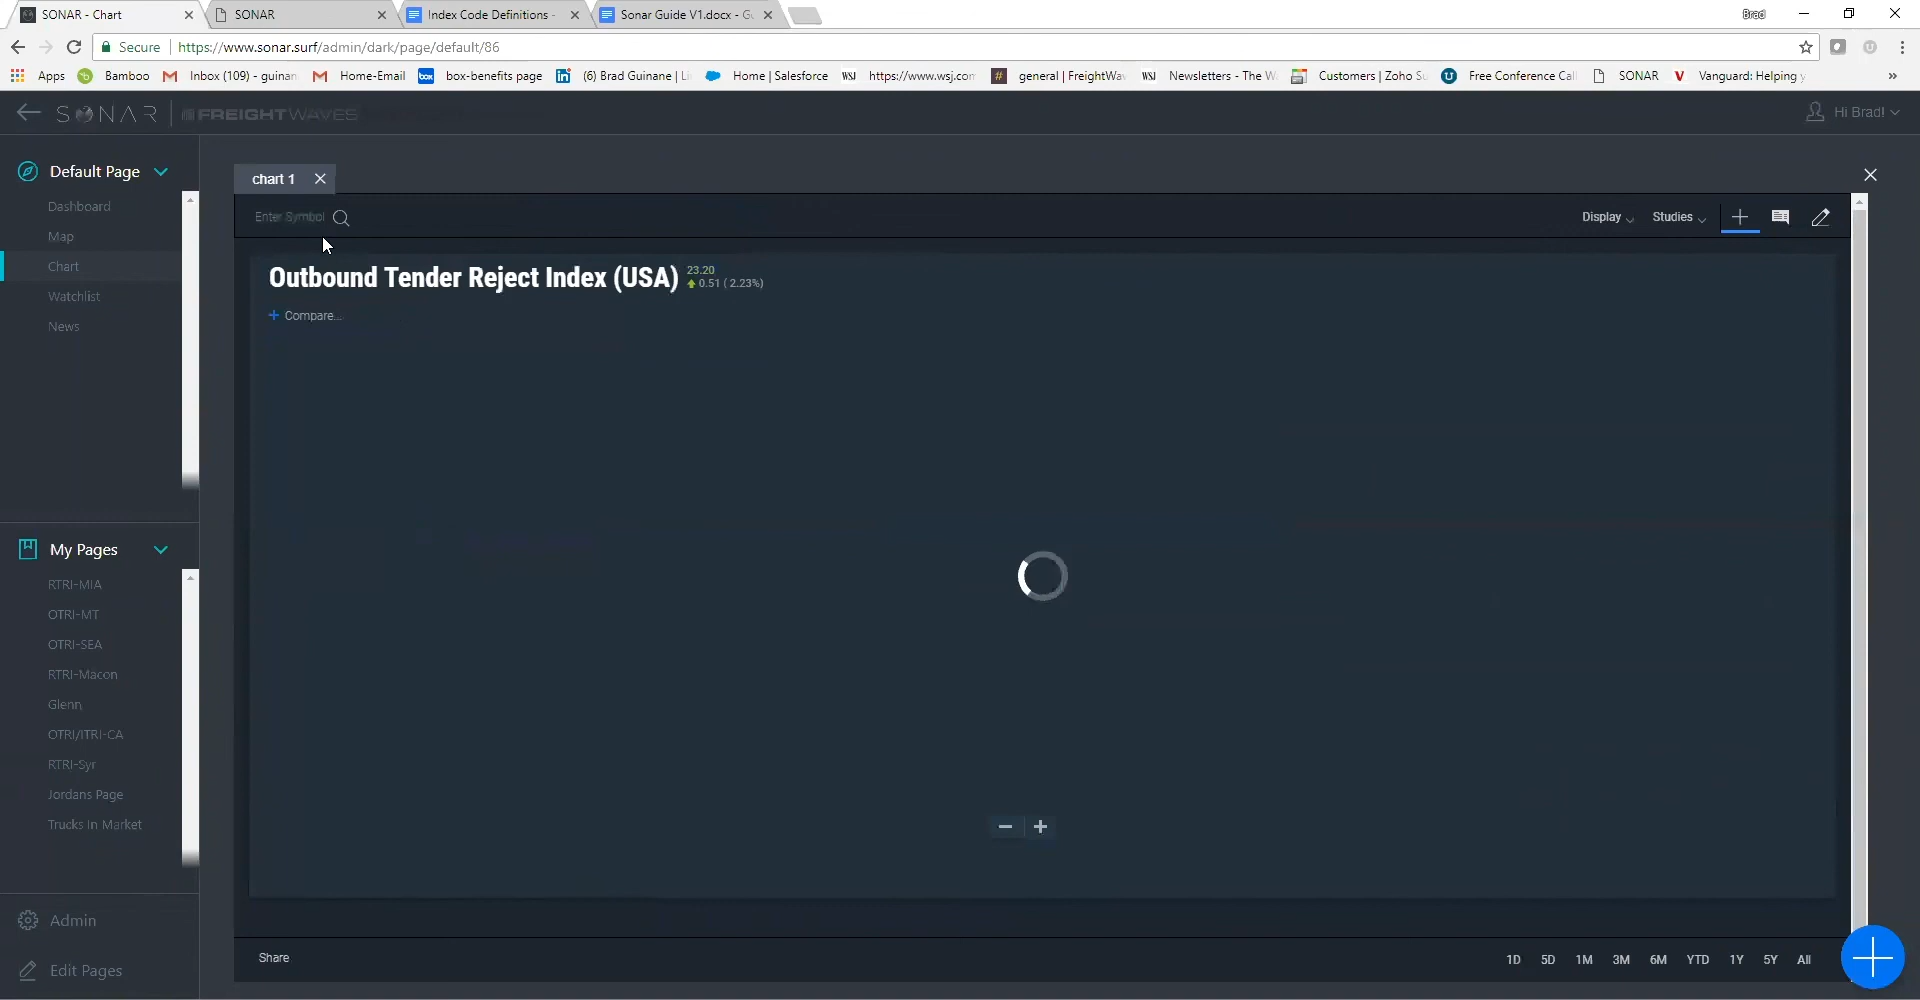 SONAR - Chart
SONAR
Index Code Definitions -
Sonar Guide V1.docx - G
Brad
Secure
https://www.sonar.surf/admin/dark/page/default/86
Apps
Bamboo
Inbox (109) - guinan
Home-Email
box
box-benefits page
(6) Brad Guinane | Li
Home | Salesforce
WSJ
https://www.wsj.com
general | FreightWav
WSJ
Newsletters - The W
Customers | Zoho Su
Free Conference Call
SONAR
Vanguard: Helping y
SONAR
FREIGHTWAVES
Hi Brad!
Default Page
Dashboard
Map
Chart
Watchlist
News
My Pages
RTRI-MIA
OTRI-MT
OTRI-SEA
RTRI-Macon
Glenn
OTRI/ITRI-CA
RTRI-Syr
Jordans Page
Trucks In Market
Admin
Edit Pages
chart 1
Enter Symbol
Display
Studies
Outbound Tender Reject Index (USA)
23.20
0.51 ( 2.23%)
+ Compare...
Share
1D 5D 1M 3M 6M YTD 1Y 5Y All